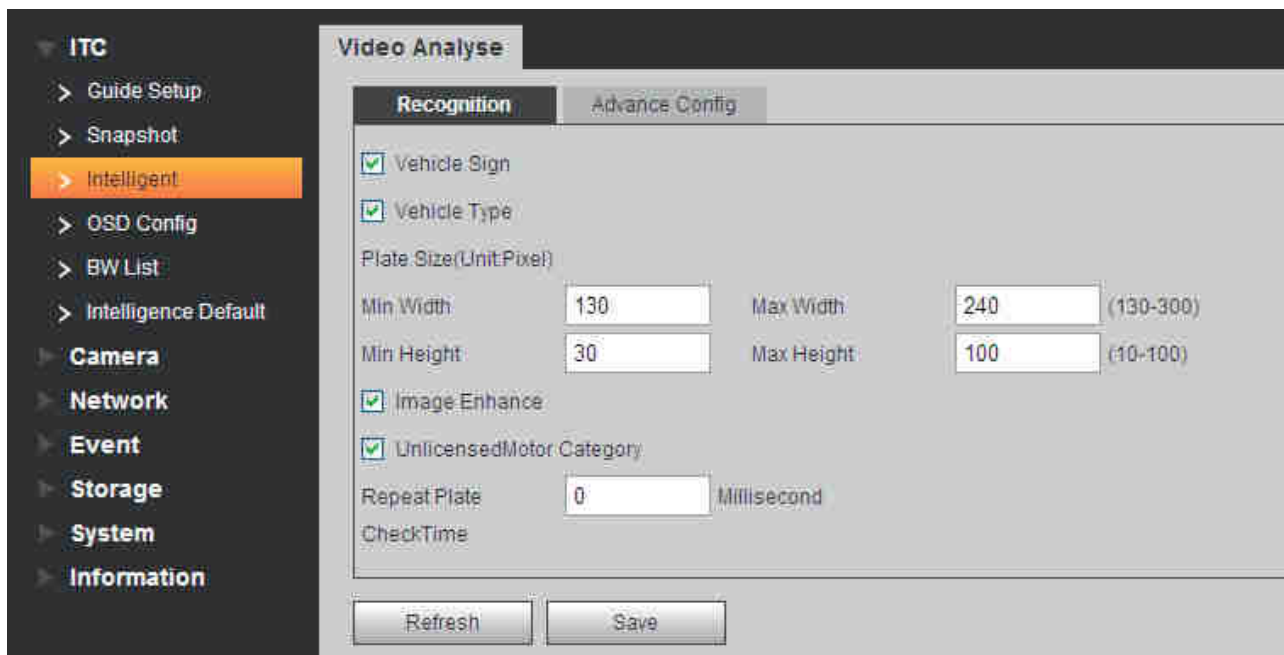 ITC
Guide Setup
Snapshot
Intelligent
OSD Config
BW List
Intelligence Default
Camera
Network
Event
Storage
System
Information
Video Analyse
Recognition Advance Config
Vehicle Sign
Vehicle Type
Plate Size(Unit:Pixel)
Min Width 130 Max Width 240 (130-300)
Min Height 30 Max Height 100 (10-100)
Image Enhance
UnlicensedMotor Category
Repeat Plate 0 Millisecond
CheckTime
Refresh Save